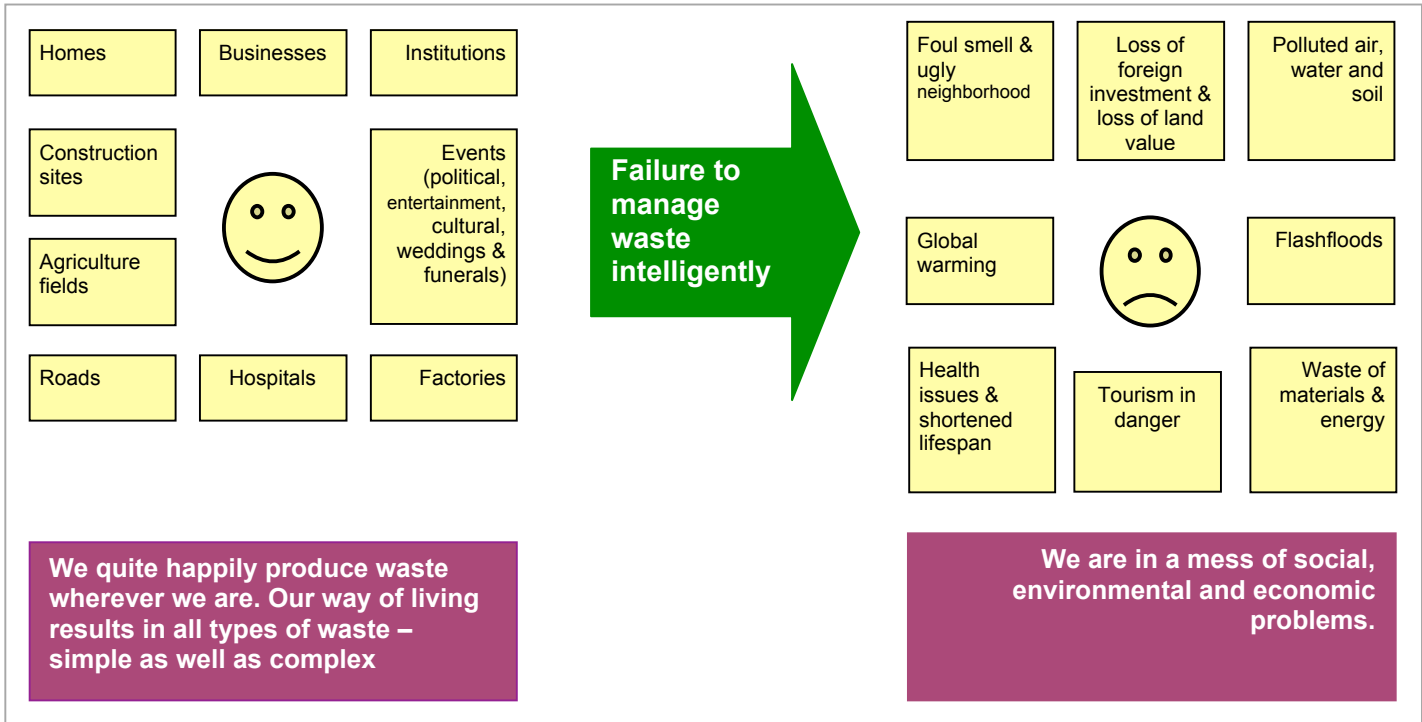 Homes
Businesses
Institutions
Construction
sites
Agriculture
fields
Events
(political,
entertainment,
cultural,
weddings &
funerals)
Roads
Hospitals
Factories
We quite happily produce waste
wherever we are. Our way of living
results in all types of waste –
simple as well as complex
Failure to
manage
waste
intelligently
Foul smell &
ugly
neighborhood
Loss of
foreign
investment &
loss of land
value
Polluted air,
water and
soil
Global
warming
Flashfloods
Health
issues &
shortened
lifespan
Tourism in
danger
Waste of
materials &
energy
We are in a mess of social,
environmental and economic
problems.